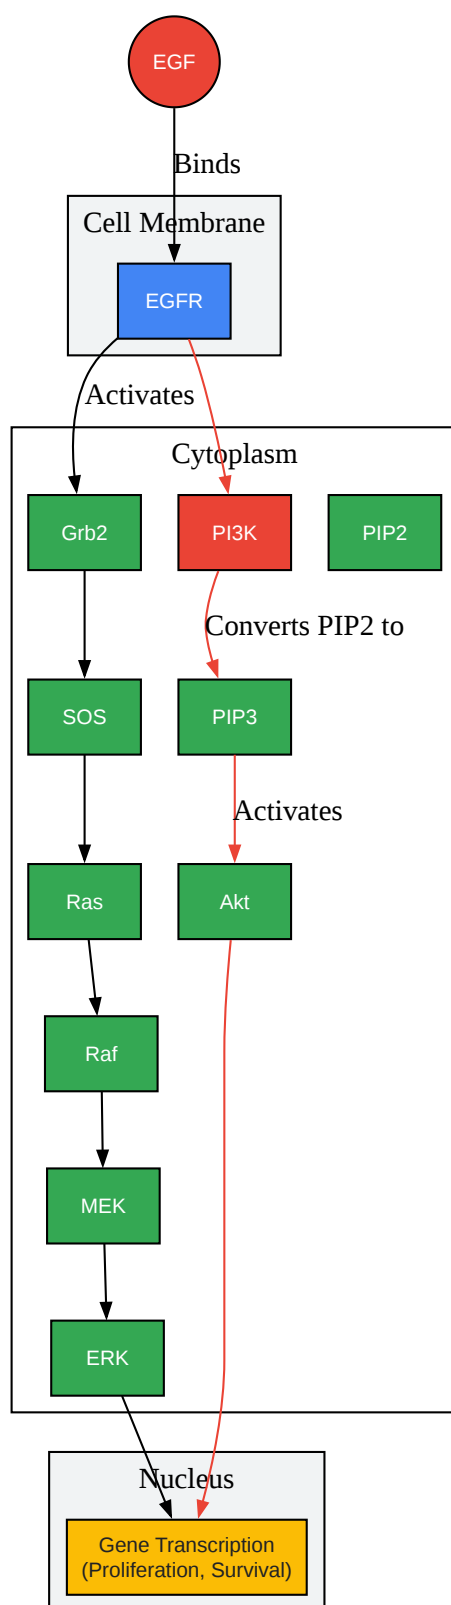 EGF
Binds
Cell Membrane
EGFR
Activates
Cytoplasm
Grb2
PI3K
PIP2
Converts PIP2 to
SOS
PIP3
Activates
Ras
Akt
Raf
MEK
ERK
Nucleus
Gene Transcription
(Proliferation, Survival)